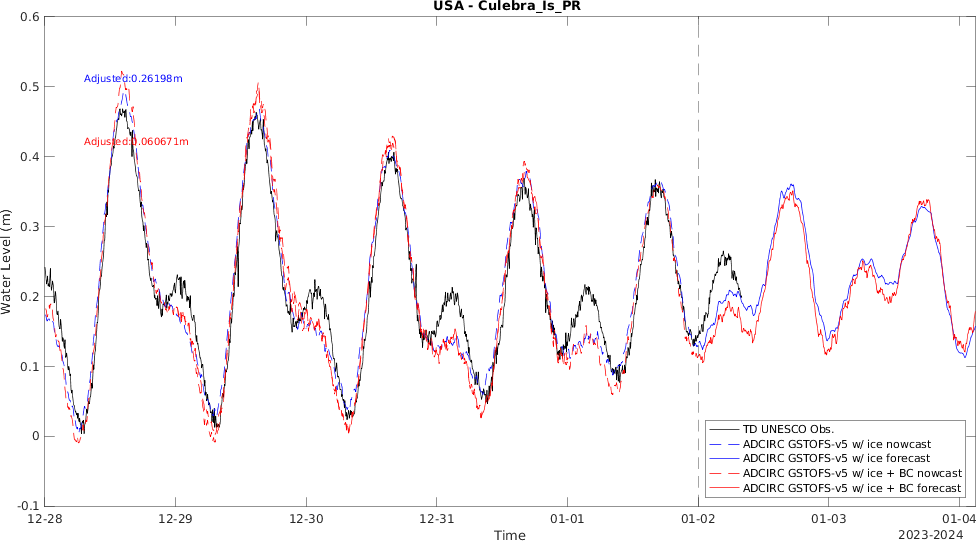 USA - Culebra_Is_PR
0.6
0.5
0.4
0.3
0.2
0.1
0
-0.1
Water Level (m)
Adjusted:0.26198m
Adjusted:0.060671m
TD UNESCO Obs.
ADCIRC GSTOFS-v5 w/ ice nowcast
ADCIRC GSTOFS-v5 w/ ice forecast
ADCIRC GSTOFS-v5 w/ ice + BC nowcast
ADCIRC GSTOFS-v5 w/ ice + BC forecast
12-28 12-29 12-30 12-31 01-01 01-02 01-03 01-04
Time
2023-2024